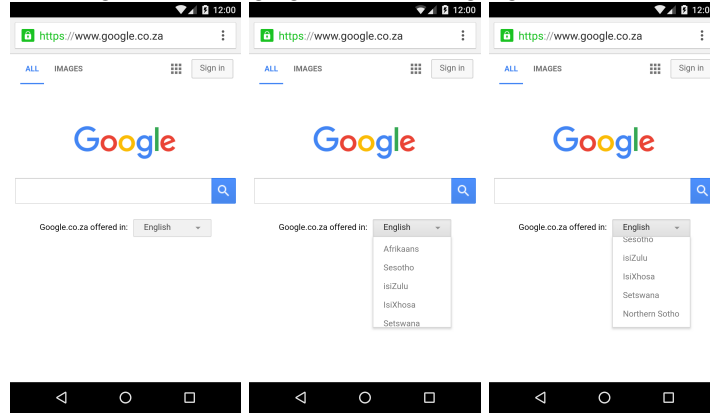 12:00
https://www.google.co.za
ALL IMAGES Sign in
Google
Google.co.za offered in: English
12:00
https://www.google.co.za
ALL IMAGES Sign in
Google
Google.co.za offered in: English
Afrikaans
Sesotho
isiZulu
IsiXhosa
Setswana
12:0
https://www.google.co.za
ALL IMAGES Sign in
Google
Google.co.za offered in: English
Sesotho
isiZulu
IsiXhosa
Setswana
Northern Sotho